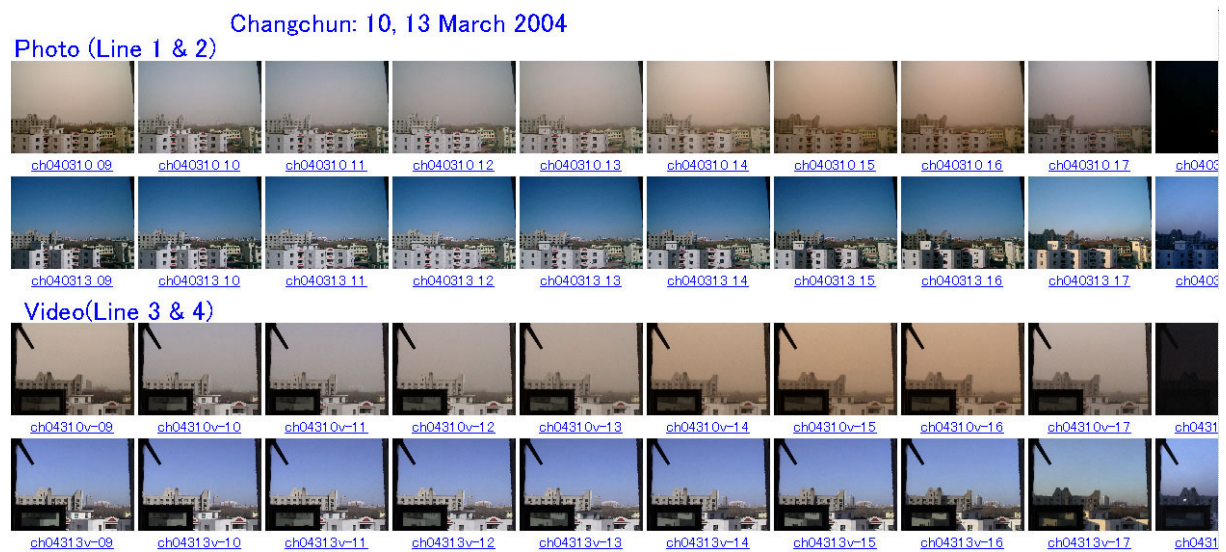 Changchun: 10, 13 March 2004
Photo (Line 1 & 2)
ch040310 09 ch040310 10 ch040310 11 ch040310 12 ch040310 13 ch040310 14 ch040310 15 ch040310 16 ch040310 17 ch0403
ch040313 09 ch040313 10 ch040313 11 ch040313 12 ch040313 13 ch040313 14 ch040313 15 ch040313 16 ch040313 17 ch0403
Video(Line 3 & 4)
ch04310v-09 ch04310v-10 ch04310v-11 ch04310v-12 ch04310v-13 ch04310v-14 ch04310v-15 ch04310v-16 ch04310v-17 ch0431
ch04313v-09 ch04313v-10 ch04313v-11 ch04313v-12 ch04313v-13 ch04313v-14 ch04313v-15 ch04313v-16 ch04313v-17 ch0431